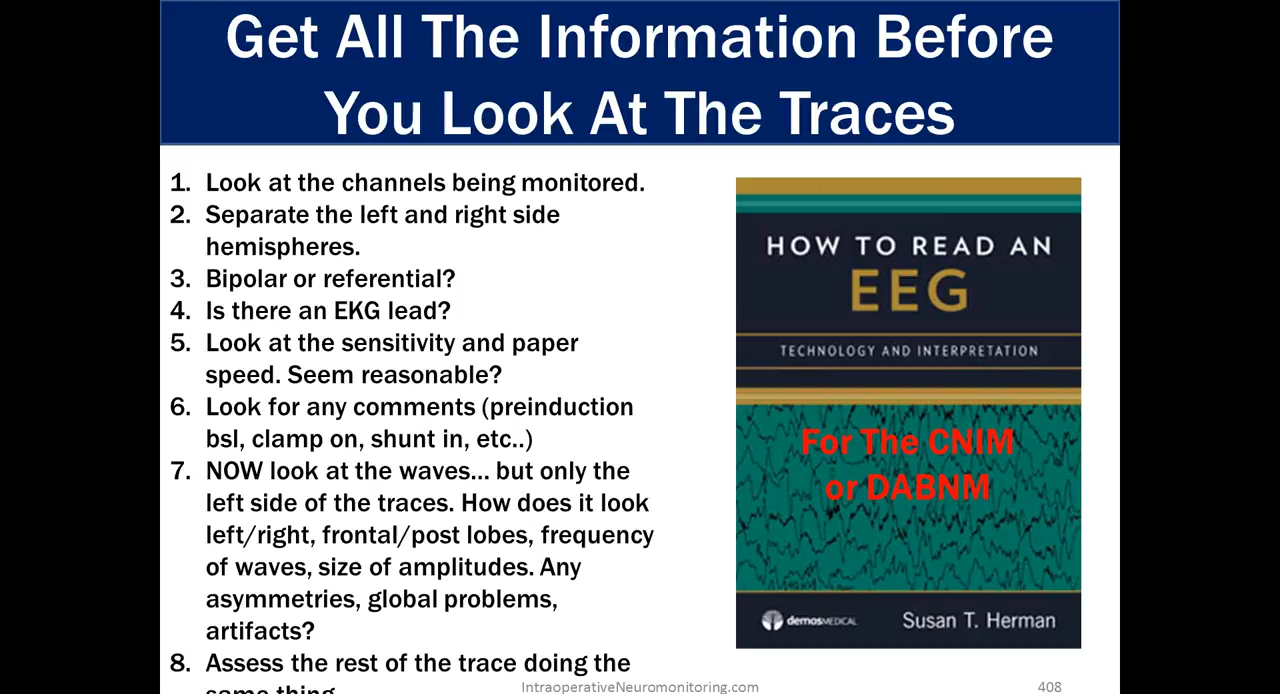 Get All The Information Before
You Look At The Traces
1. Look at the channels being monitored.
2. Separate the left and right side
hemispheres.
3. Bipolar or referential?
4. Is there an EKG lead?
5. Look at the sensitivity and paper
speed. Seem reasonable?
6. Look for any comments (preinduction
bsl, clamp on, shunt in, etc..)
7. NOW look at the waves... but only the
left side of the traces. How does it look
left/right, frontal/post lobes, frequency
of waves, size of amplitudes. Any
asymmetries, global problems,
artifacts?
8. Assess the rest of the trace doing the
same thing
HOW TO READ AN
EEG
TECHNOLOGY AND INTERPRETATION
For The CNIM
or DABNM
demosMEDICAL
Susan T. Herman
IntraoperativeNeuromonitoring.com
408